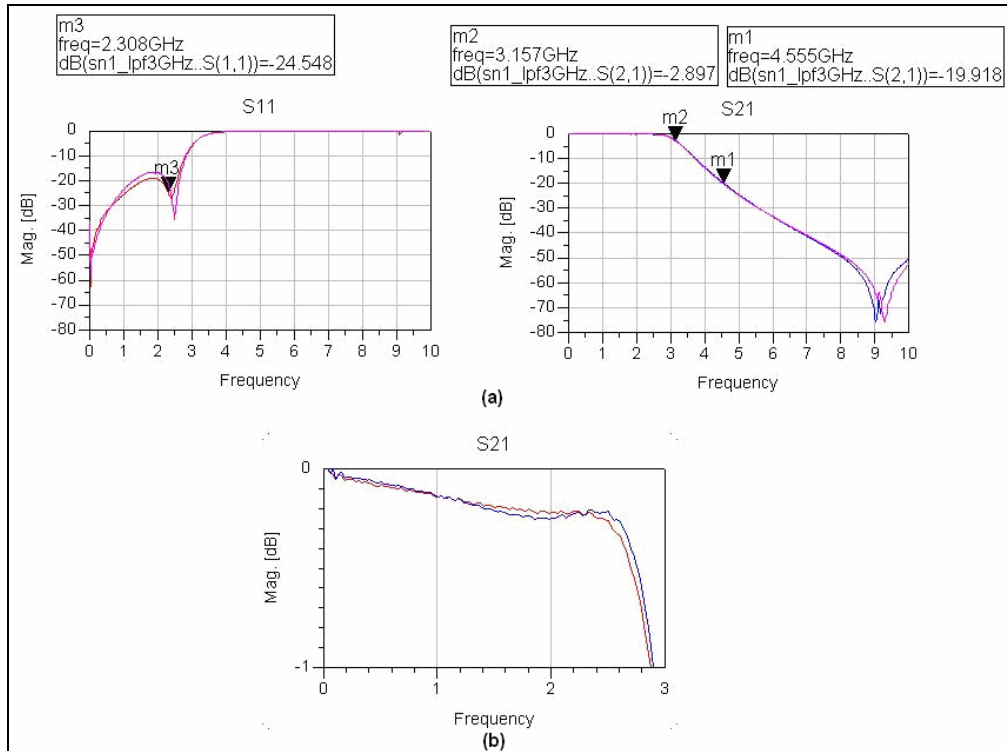 m3
freq=2.308GHz
dB(sn1_lpf3GHz..S(1,1))=-24.548
m2
freq=3.157GHz
dB(sn1_lpf3GHz..S(2,1))=-2.897
m1
freq=4.555GHz
dB(sn1_lpf3GHz..S(2,1))=-19.918
S11
0
-10
-20
-30
-40
-50
-60
-70
-80
Mag. [dB]
m3
0 1 2 3 4 5 6 7 8 9 10
Frequency
S21
0
-10
-20
-30
-40
-50
-60
-70
-80
Mag. [dB]
m2
m1
0 1 2 3 4 5 6 7 8 9 10
Frequency
(a)
S21
0
-1
Mag. [dB]
0 1 2 3
Frequency
(b)